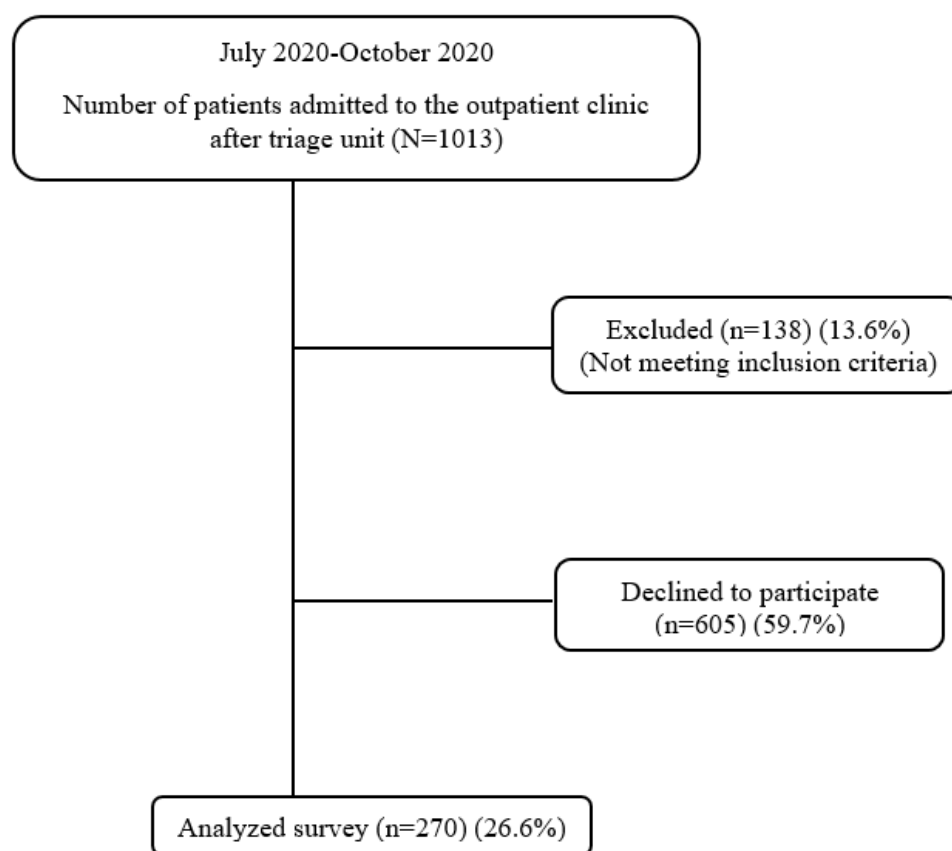 July 2020-October 2020
Number of patients admitted to the outpatient clinic
after triage unit (N=1013)
Excluded (n=138) (13.6%)
(Not meeting inclusion criteria)
Declined to participate
(n=605) (59.7%)
Analyzed survey (n=270) (26.6%)